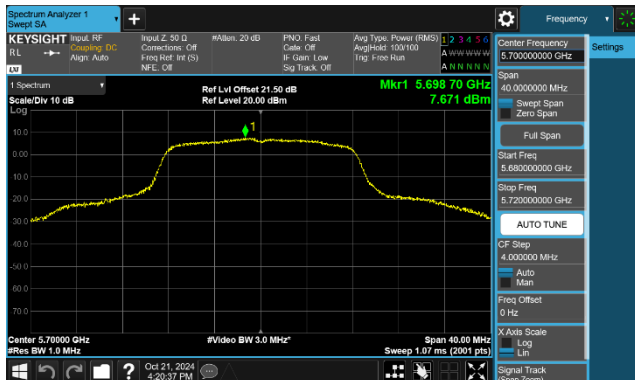 Spectrum Analyzer 1
Swept SA
Frequency
KEYSIGHT
Input: RF
Input Z: 50 Ω
#Atten: 20 dB
PNO: Fast
Avg Type: Power (RMS)
1 2 3 4 5 6
RL
Coupling: DC
Corrections: Off
Gate: Off
Avg|Hold: 100/100
A W W W W W
Align: Auto
Freq Ref: Int (S)
IF Gain: Low
Trig: Free Run
LXI
NFE: Off
Sig Track: Off
A N N N N N
1 Spectrum
Ref Lvl Offset 21.50 dB
Mkr1 5.698 70 GHz
Scale/Div 10 dB
Ref Level 20.00 dBm
7.671 dBm
Log
1
10.0
0.00
-10.0
-20.0
-30.0
-40.0
-50.0
-60.0
-70.0
Center 5.70000 GHz
#Video BW 3.0 MHz*
Span 40.00 MHz
#Res BW 1.0 MHz
Sweep 1.07 ms (2001 pts)
Center Frequency
5.700000000 GHz
Settings
Span
40.0000000 MHz
Swept Span
Zero Span
Full Span
Start Freq
5.680000000 GHz
Stop Freq
5.720000000 GHz
AUTO TUNE
CF Step
4.000000 MHz
Auto
Man
Freq Offset
0 Hz
X Axis Scale
Log
Lin
Signal Track
(Span Zoom)
?
Oct 21, 2024
4:20:37 PM